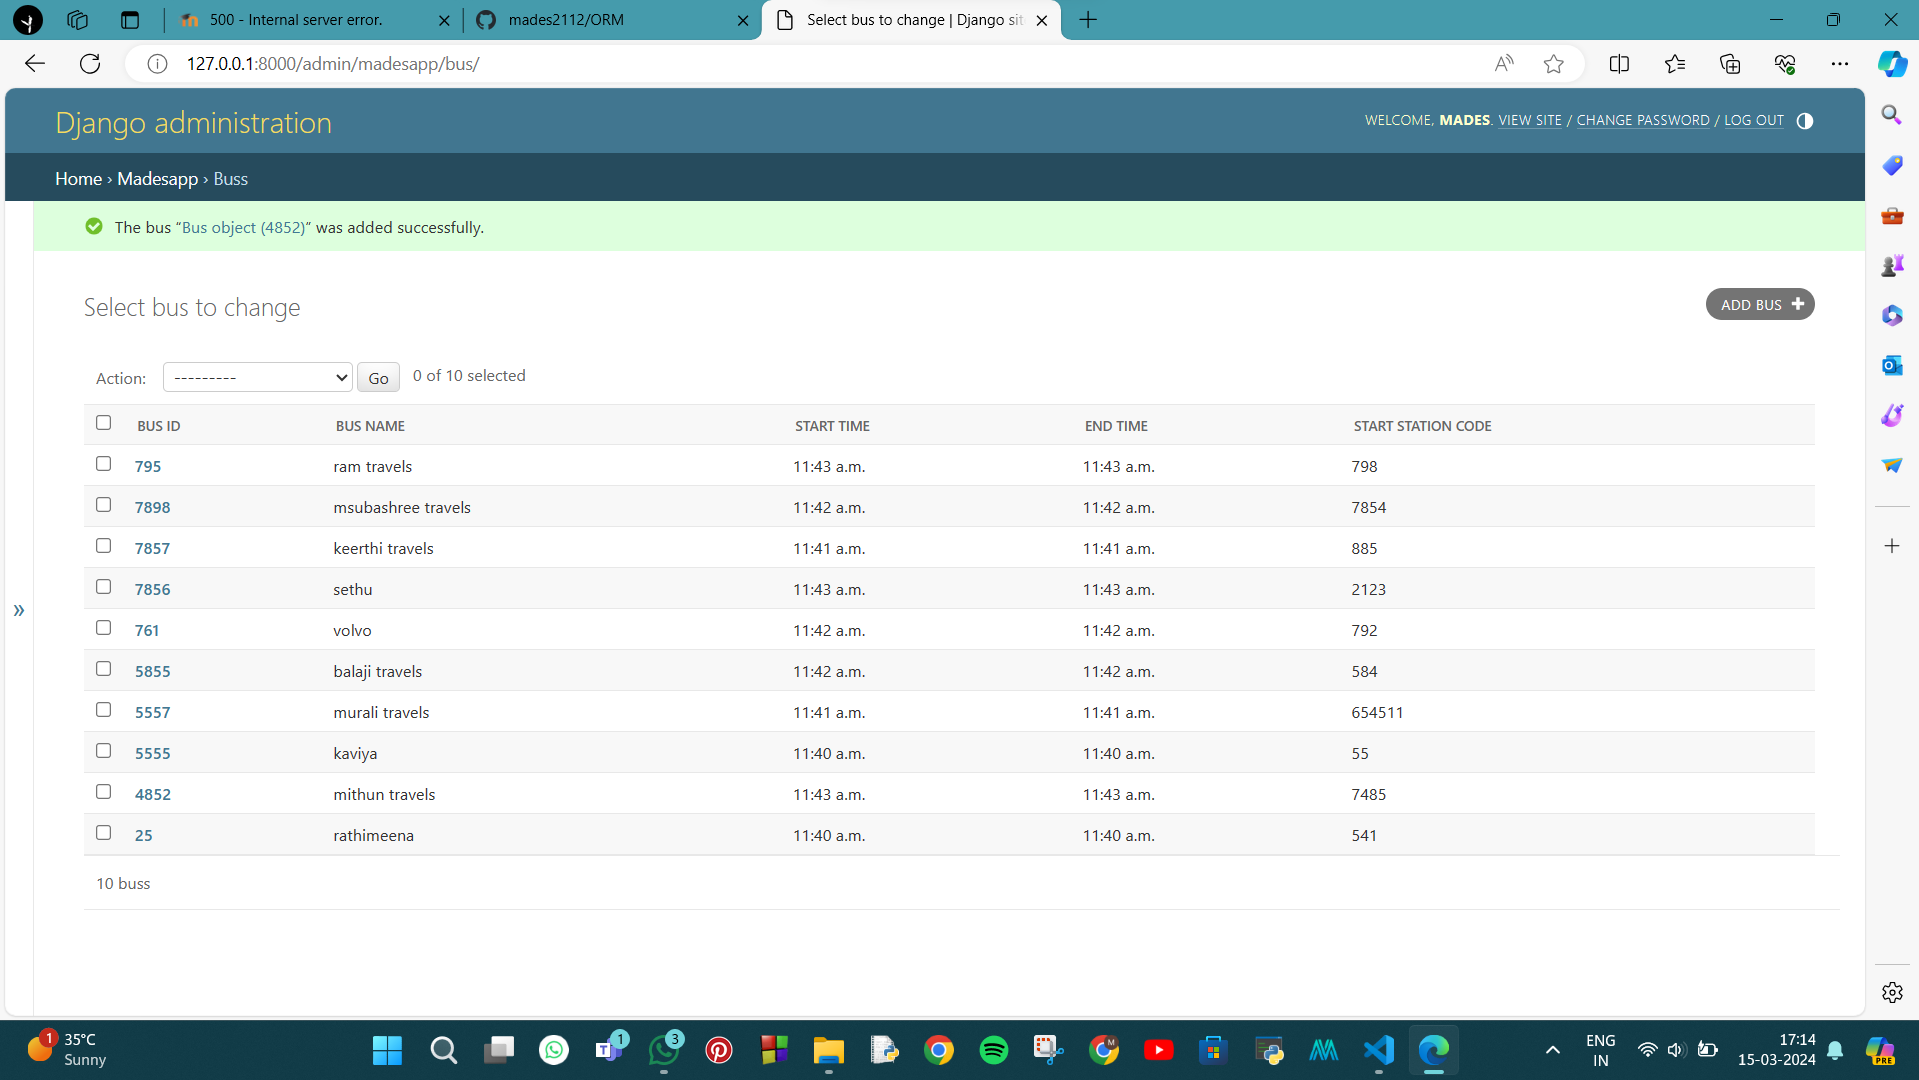 500 - Internal server error.
mades2112/ORM
Select bus to change | Django sit
127.0.0.1:8000/admin/madesapp/bus/
Django administration
WELCOME, MADES. VIEW SITE / CHANGE PASSWORD / LOG OUT
Home › Madesapp › Buss
The bus “Bus object (4852)” was added successfully.
Select bus to change
ADD BUS
Action: --------- Go 0 of 10 selected
BUS ID BUS NAME START TIME END TIME START STATION CODE
795 ram travels 11:43 a.m. 11:43 a.m. 798
7898 msubashree travels 11:42 a.m. 11:42 a.m. 7854
7857 keerthi travels 11:41 a.m. 11:41 a.m. 885
7856 sethu 11:43 a.m. 11:43 a.m. 2123
761 volvo 11:42 a.m. 11:42 a.m. 792
5855 balaji travels 11:42 a.m. 11:42 a.m. 584
5557 murali travels 11:41 a.m. 11:41 a.m. 654511
5555 kaviya 11:40 a.m. 11:40 a.m. 55
4852 mithun travels 11:43 a.m. 11:43 a.m. 7485
25 rathimeena 11:40 a.m. 11:40 a.m. 541
10 buss
1
35°C
Sunny
1
3
M
ENG
IN
17:14
15-03-2024
PRE